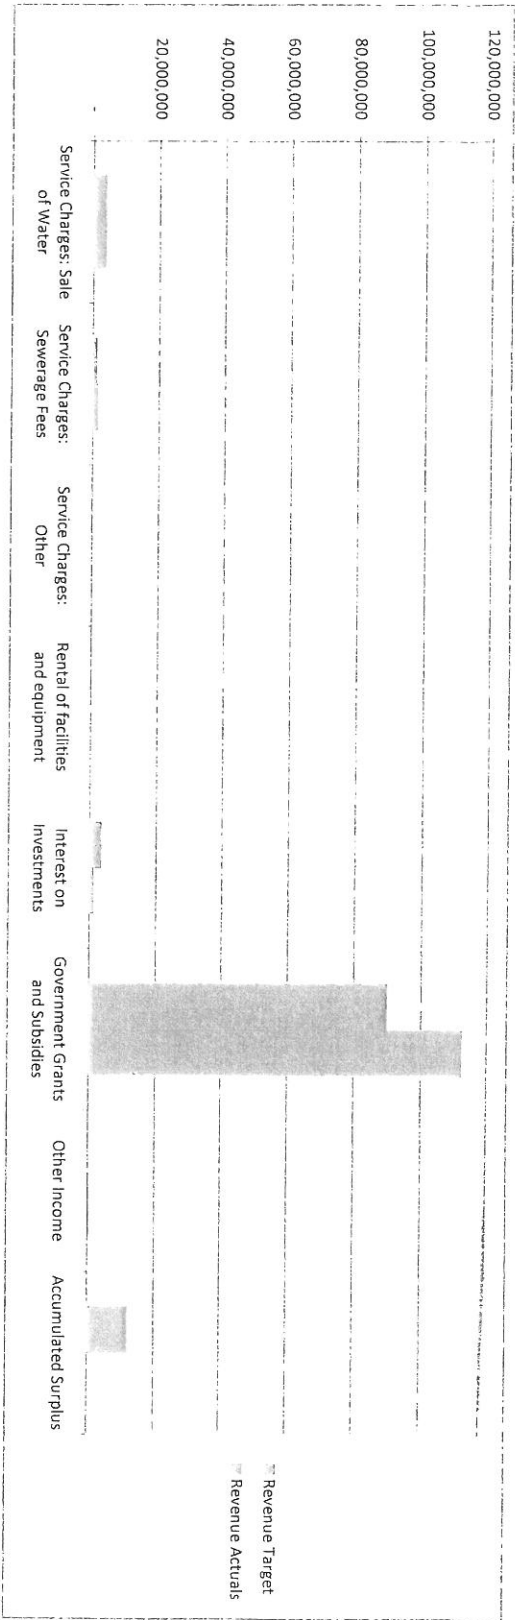 120,000,000
100,000,000
80,000,000
60,000,000
40,000,000
20,000,000
-
Service Charges: Sale
of Water
Service Charges:
Sewerage Fees
Service Charges:
Other
Rental of facilities
and equipment
Interest on
Investments
Government Grants
and Subsidies
Other Income
Accumulated Surplus
Revenue Target
Revenue Actuals